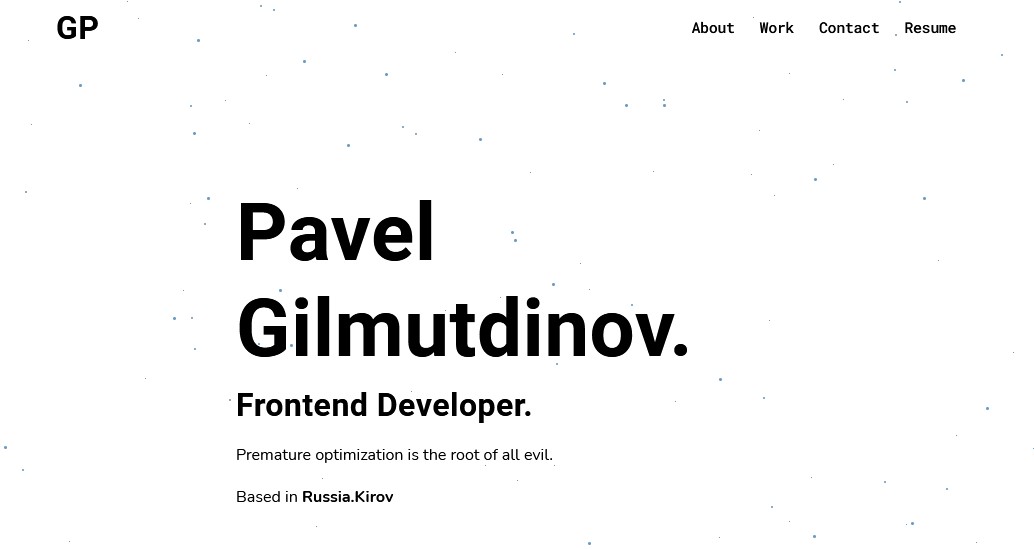 GP
About Work Contact Resume
Pavel
Gilmutdinov.
Frontend Developer.
Premature optimization is the root of all evil.
Based in Russia.Kirov